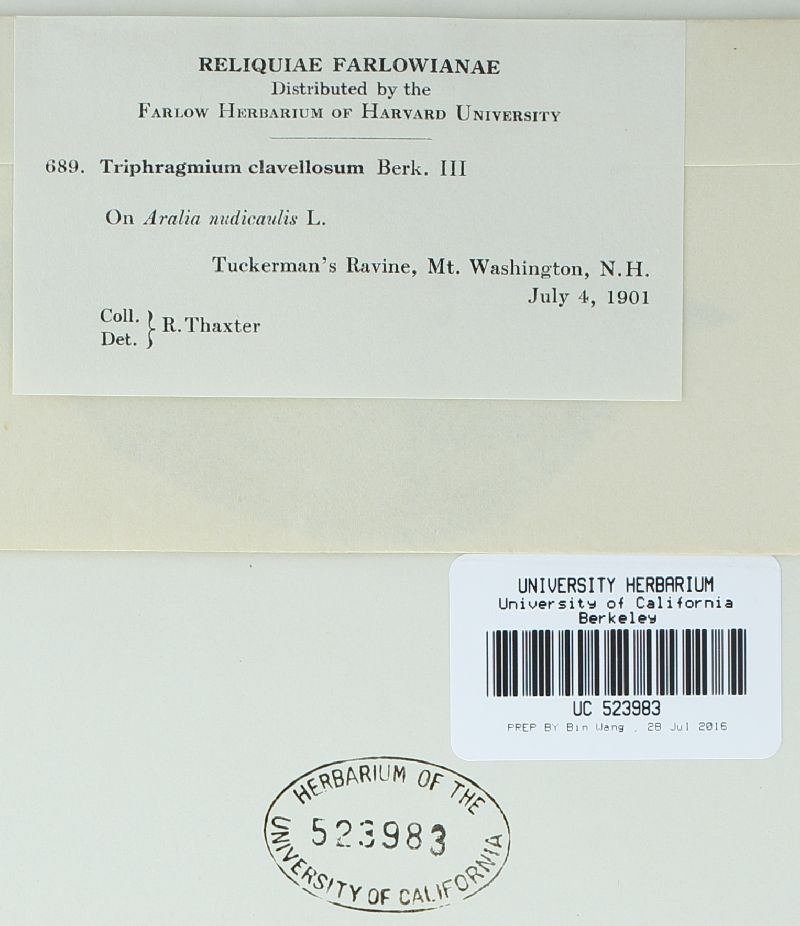 RELIQUIAE FARLOWIANAE
Distributed by the
FARLOW HERBARIUM OF HARVARD UNIVERSITY
689. Triphragmium clavellosum Berk. III
On Aralia nudicaulis L.
Tuckerman's Ravine, Mt. Washington, N.H.
July 4, 1901
Coll.
Det. } R. Thaxter
UNIVERSITY HERBARIUM
University of California
Berkeley
UC 523983
PREP BY Bin Wang , 28 Jul 2016
HERBARIUM OF THE
523983
UNIVERSITY OF CALIFORNIA